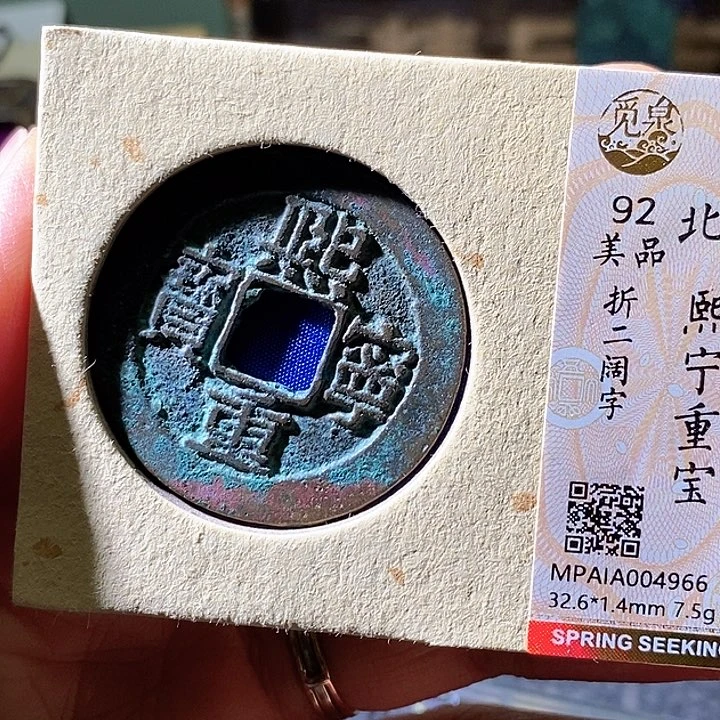 熙寧重寶
觅泉
北
熙宁重宝
92
美品
折二阔字
MPAIA004966
32.6*1.4mm 7.5g
SPRING